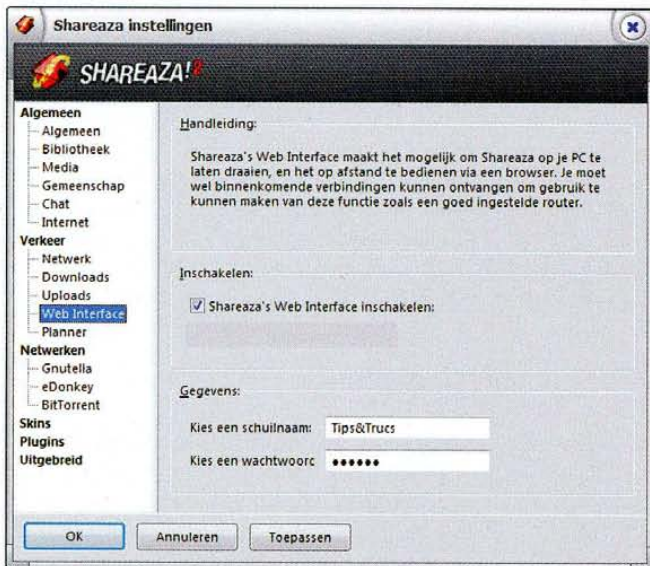 Shareaza instellingen
SHAREAZA!2
Algemeen
Algemeen
Bibliotheek
Media
Gemeenschap
Chat
Internet
Verkeer
Netwerk
Downloads
Uploads
Web Interface
Planner
Netwerken
Gnutella
eDonkey
BitTorrent
Skins
Plugins
Uitgebreid
Handleiding:
Shareaza's Web Interface maakt het mogelijk om Shareaza op je PC te
laten draaien, en het op afstand te bedienen via een browser. Je moet
wel binnenkomende verbindingen kunnen ontvangen om gebruik te
kunnen maken van deze functie zoals een goed ingestelde router.
Inschakelen:
Shareaza's Web Interface inschakelen:
Gegevens:
Kies een schuilnaam: Tips&Trucs
Kies een wachtwoorc ●●●●●●
OK Annuleren Toepassen